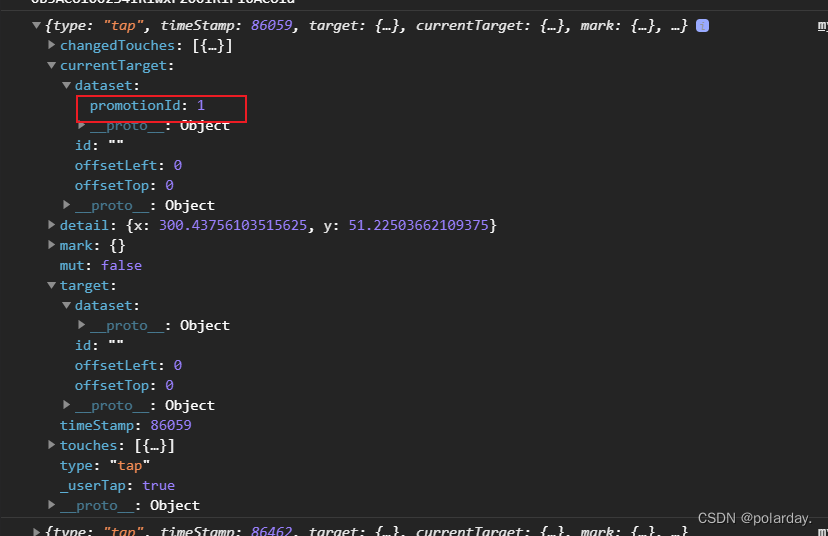 {type: "tap", timeStamp: 86059, target: {…}, currentTarget: {…}, mark: {…}, …} i
changedTouches: [{…}]
currentTarget:
dataset:
promotionId: 1
__proto__: Object
id: ""
offsetLeft: 0
offsetTop: 0
__proto__: Object
detail: {x: 300.43756103515625, y: 51.22503662109375}
mark: {}
mut: false
target:
dataset:
__proto__: Object
id: ""
offsetLeft: 0
offsetTop: 0
__proto__: Object
timeStamp: 86059
touches: [{…}]
type: "tap"
_userTap: true
__proto__: Object
{type: "tap", timeStamp: 86462, target: {…}, currentTarget: {…}, mark: {…}, …}
CSDN @polarday.